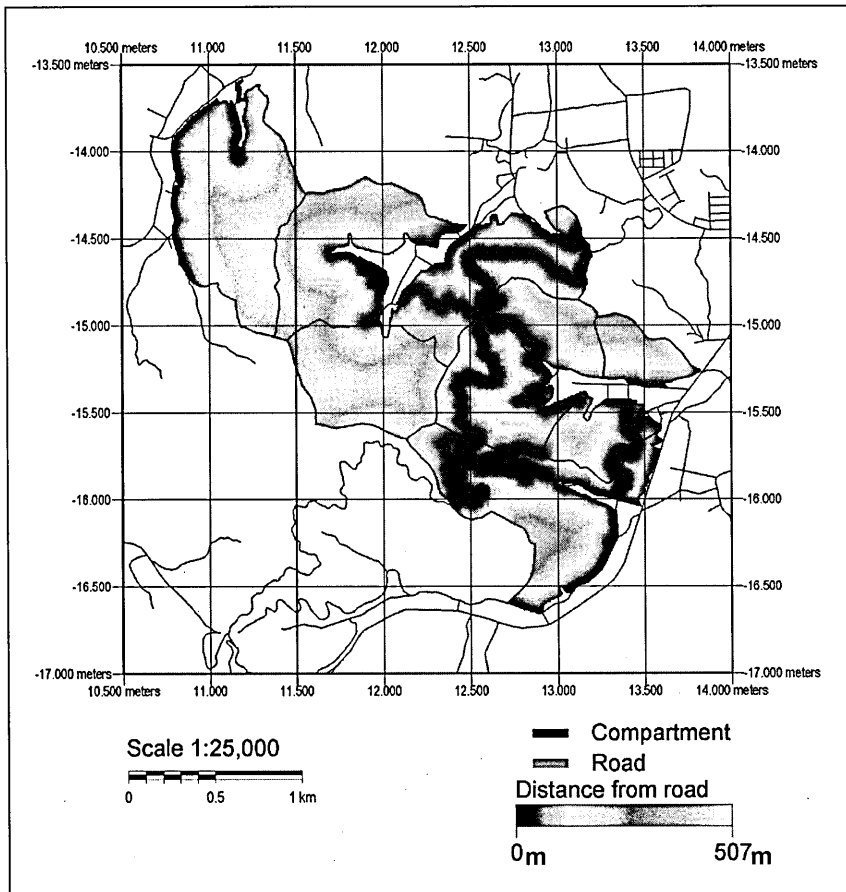 10.500 meters 11.000 11.500 12.000 12.500 13.000 13.500 14.000 meters
-13.500 meters -13.500 meters
-14.000 -14.000
-14.500 -14.500
-15.000 -15.000
-15.500 -15.500
-16.000 -16.000
-16.500 -16.500
-17.000 meters -17.000 meters
10.500 meters 11.000 11.500 12.000 12.500 13.000 13.500 14.000 meters
Scale 1:25,000
0 0.5 1 km
Compartment
Road
Distance from road
0m 507m